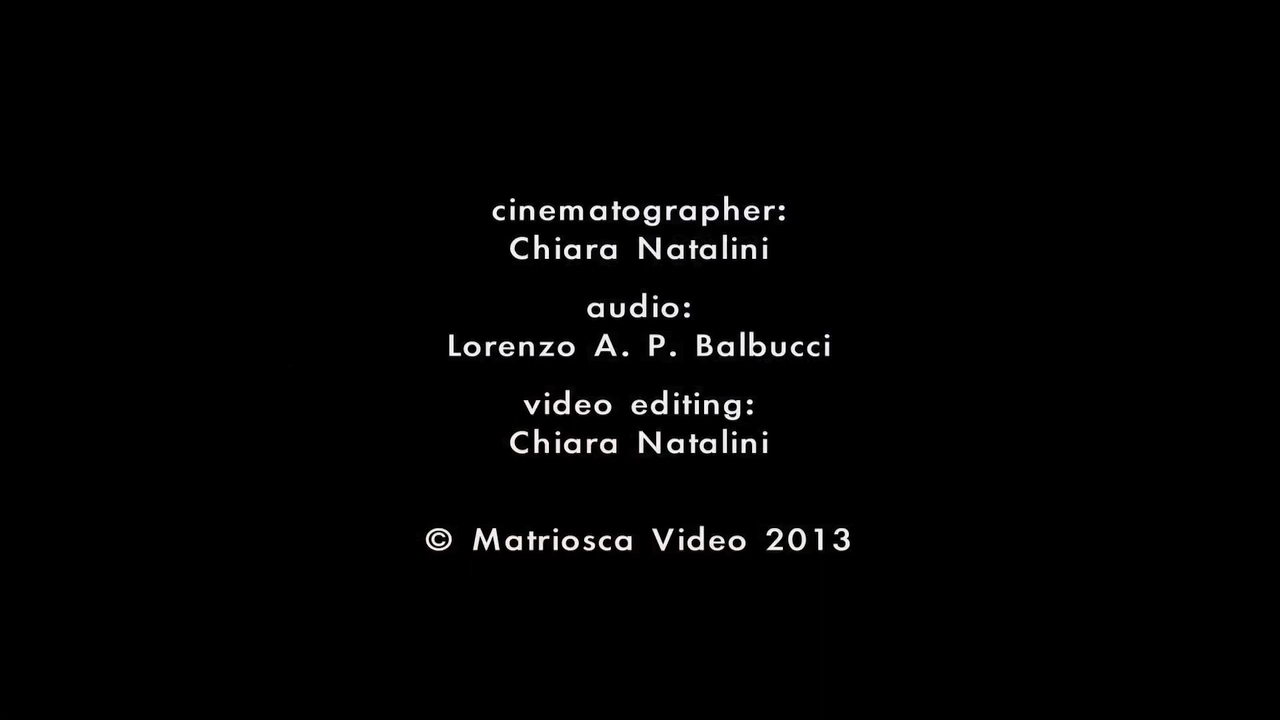 cinematographer:
Chiara Natalini
audio:
Lorenzo A. P. Balbucci
video editing:
Chiara Natalini
© Matriosca Video 2013